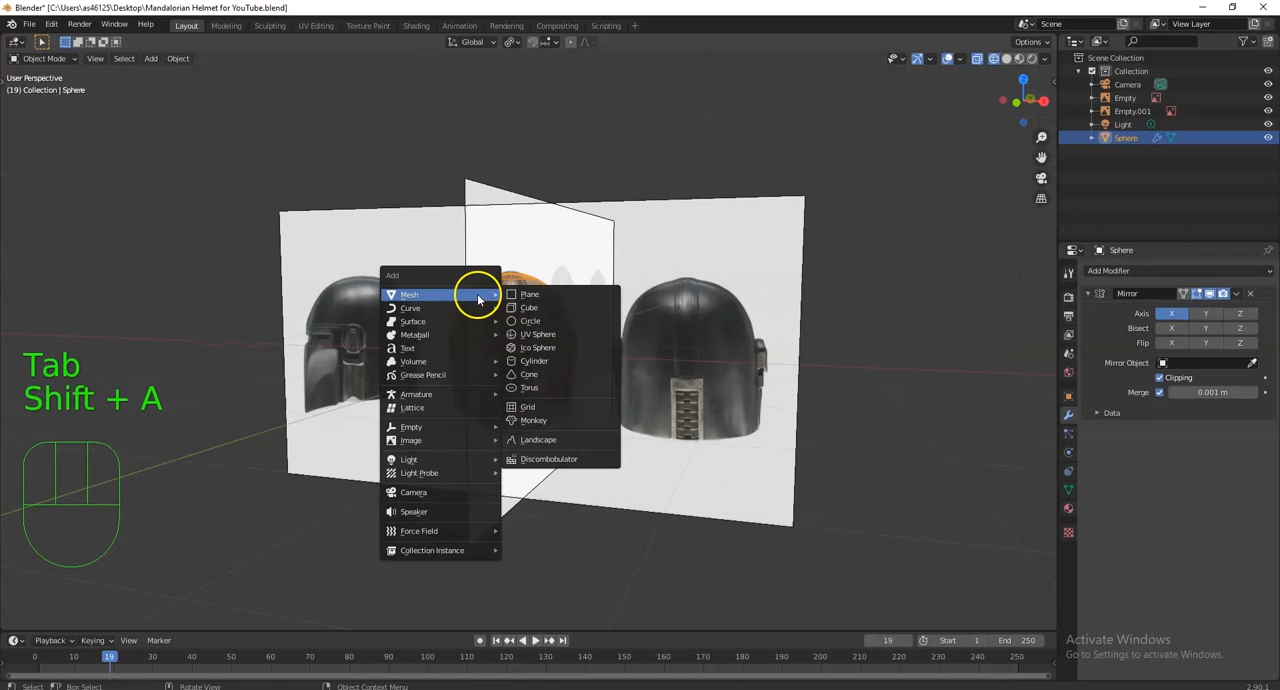 Blender* [C:\Users\as46125\Desktop\Mandalorian Helmet for YouTube.blend]
File Edit Render Window Help Layout Modeling Sculpting UV Editing Texture Paint Shading Animation Rendering Compositing Scripting + Scene View Layer
Global Options
Object Mode View Select Add Object
User Perspective
(19) Collection | Sphere
X
Z
Scene Collection
Collection
Camera
Empty
Empty.001
Light
Sphere
Sphere
Add Modifier
Mirror
Axis X Y Z
Bisect X Y Z
Flip X Y Z
Mirror Object
Clipping
Merge 0.001 m
Data
Add
Mesh
Curve
Surface
Metaball
Text
Volume
Grease Pencil
Armature
Lattice
Empty
Image
Light
Light Probe
Camera
Speaker
Force Field
Collection Instance
Plane
Cube
Circle
UV Sphere
Ico Sphere
Cylinder
Cone
Torus
Grid
Monkey
Landscape
Discombobulator
Tab
Shift + A
Activate Windows
Go to Settings to activate Windows.
Playback Keying View Marker 19 Start 1 End 250
0 10 19 30 40 50 60 70 80 90 100 110 120 130 140 150 160 170 180 190 200 210 220 230 240 250
Select Box Select Rotate View Object Context Menu 2.90.1